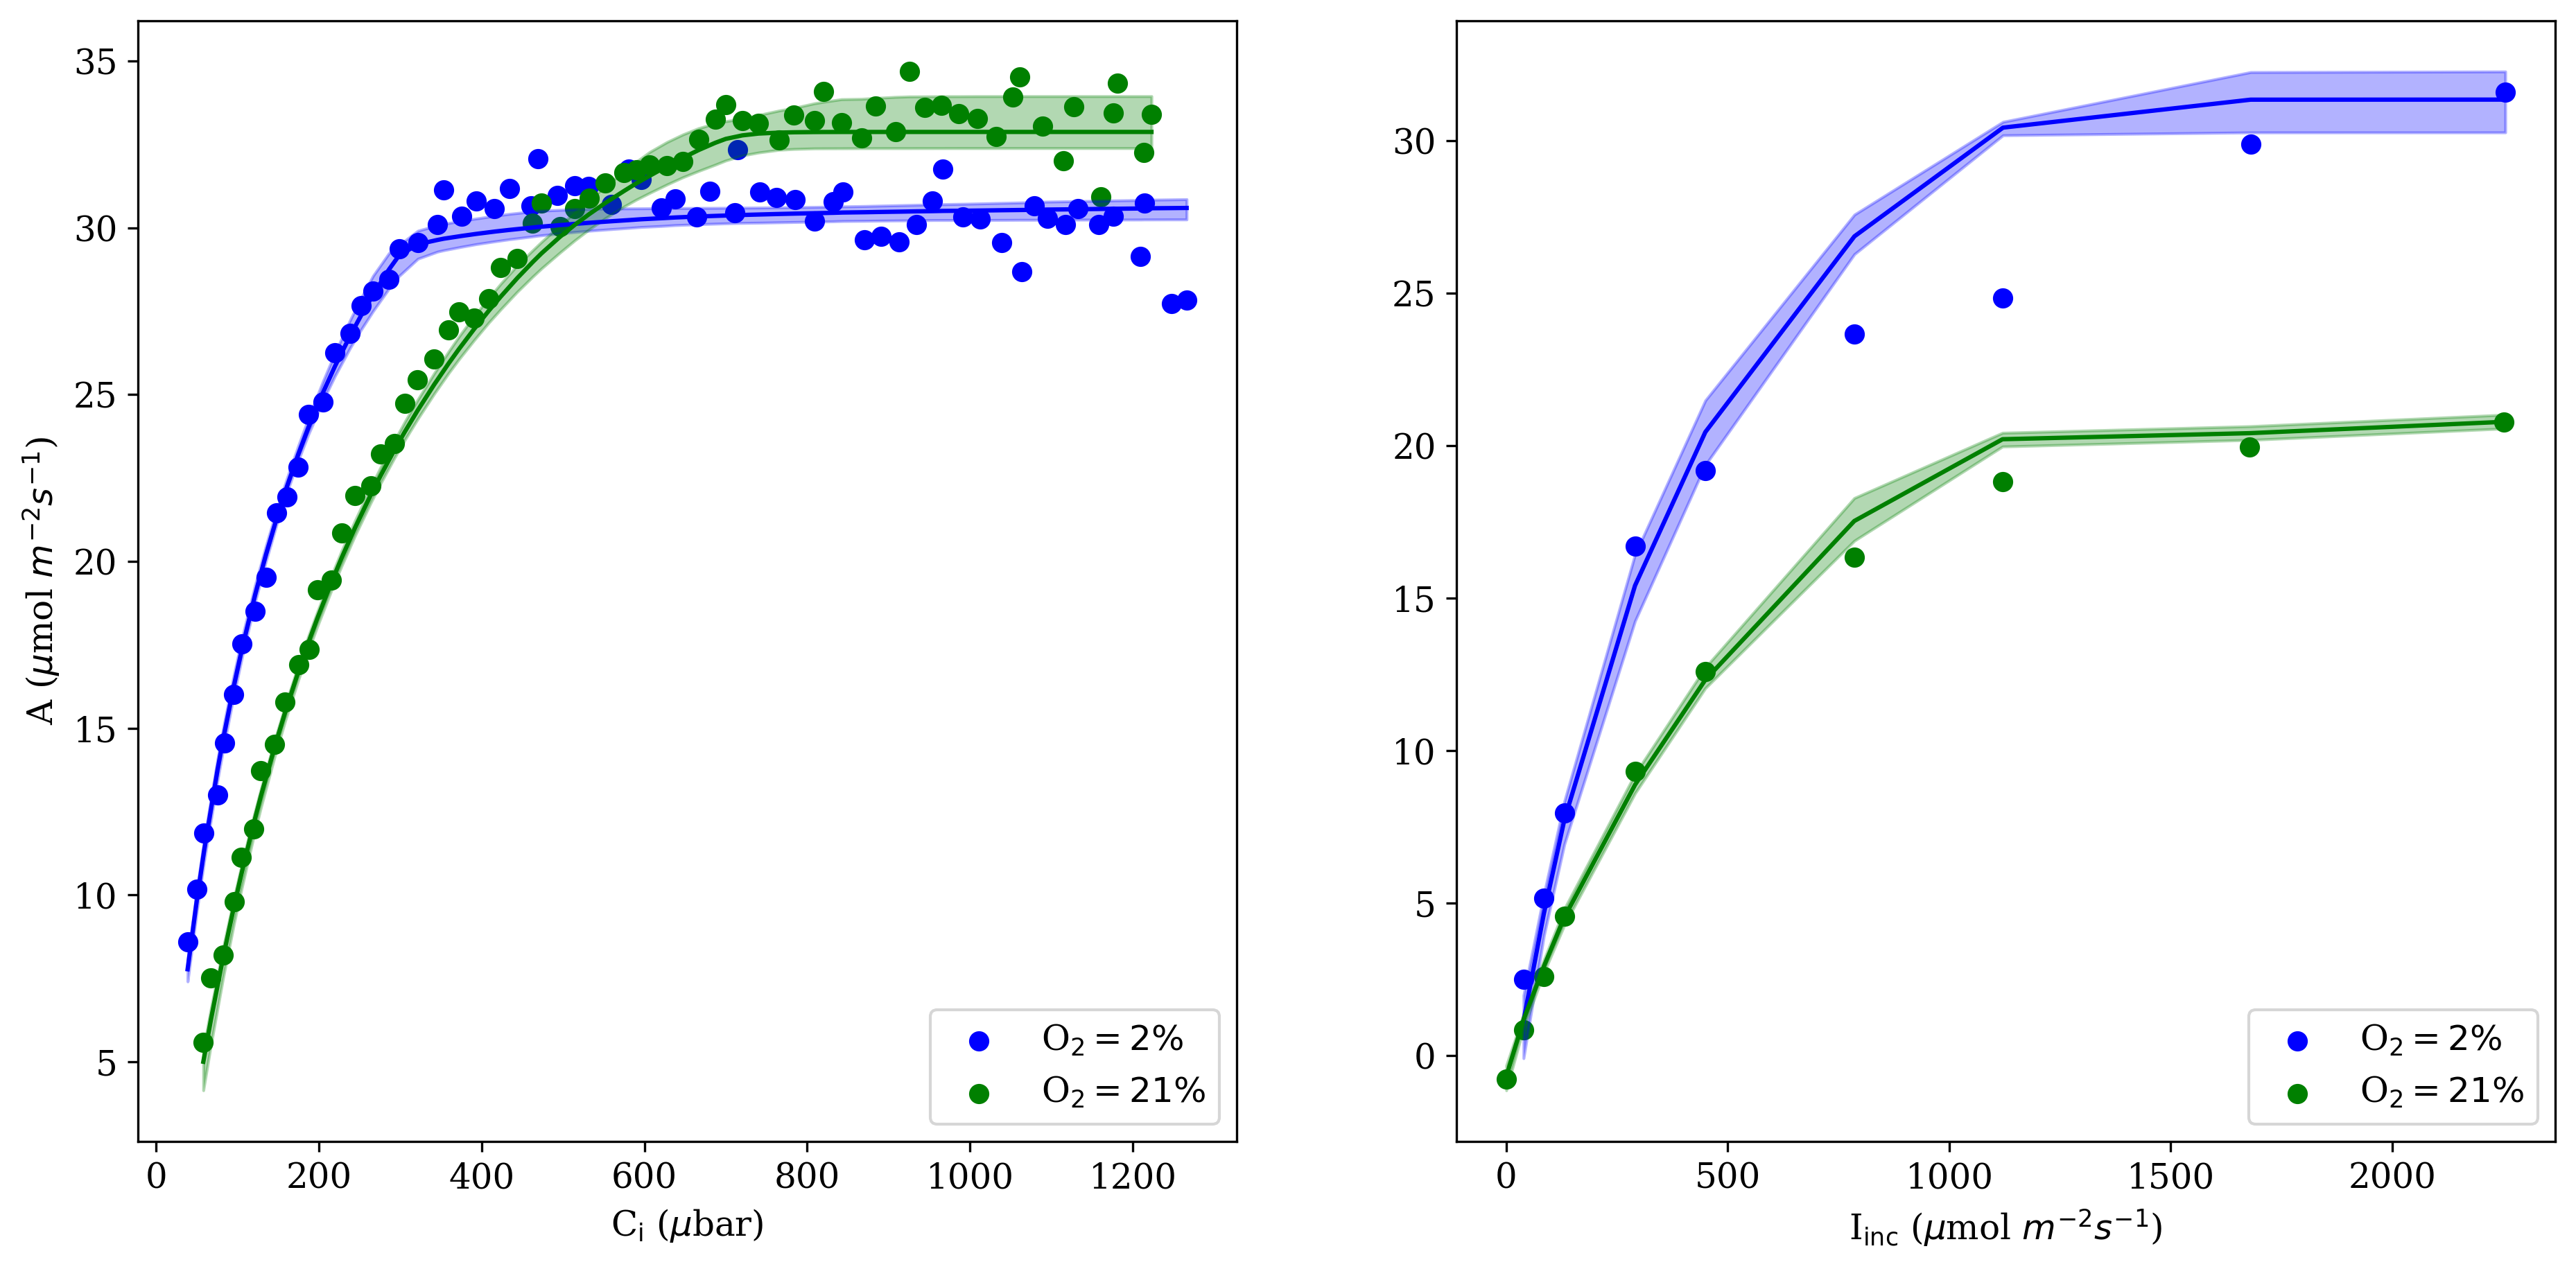 A (μmol m⁻²s⁻¹)
35
30
25
20
15
10
5
0 200 400 600 800 1000 1200
C_i (μbar)
O₂ = 2%
O₂ = 21%
30
25
20
15
10
5
0
0 500 1000 1500 2000
I_inc (μmol m⁻²s⁻¹)
O₂ = 2%
O₂ = 21%